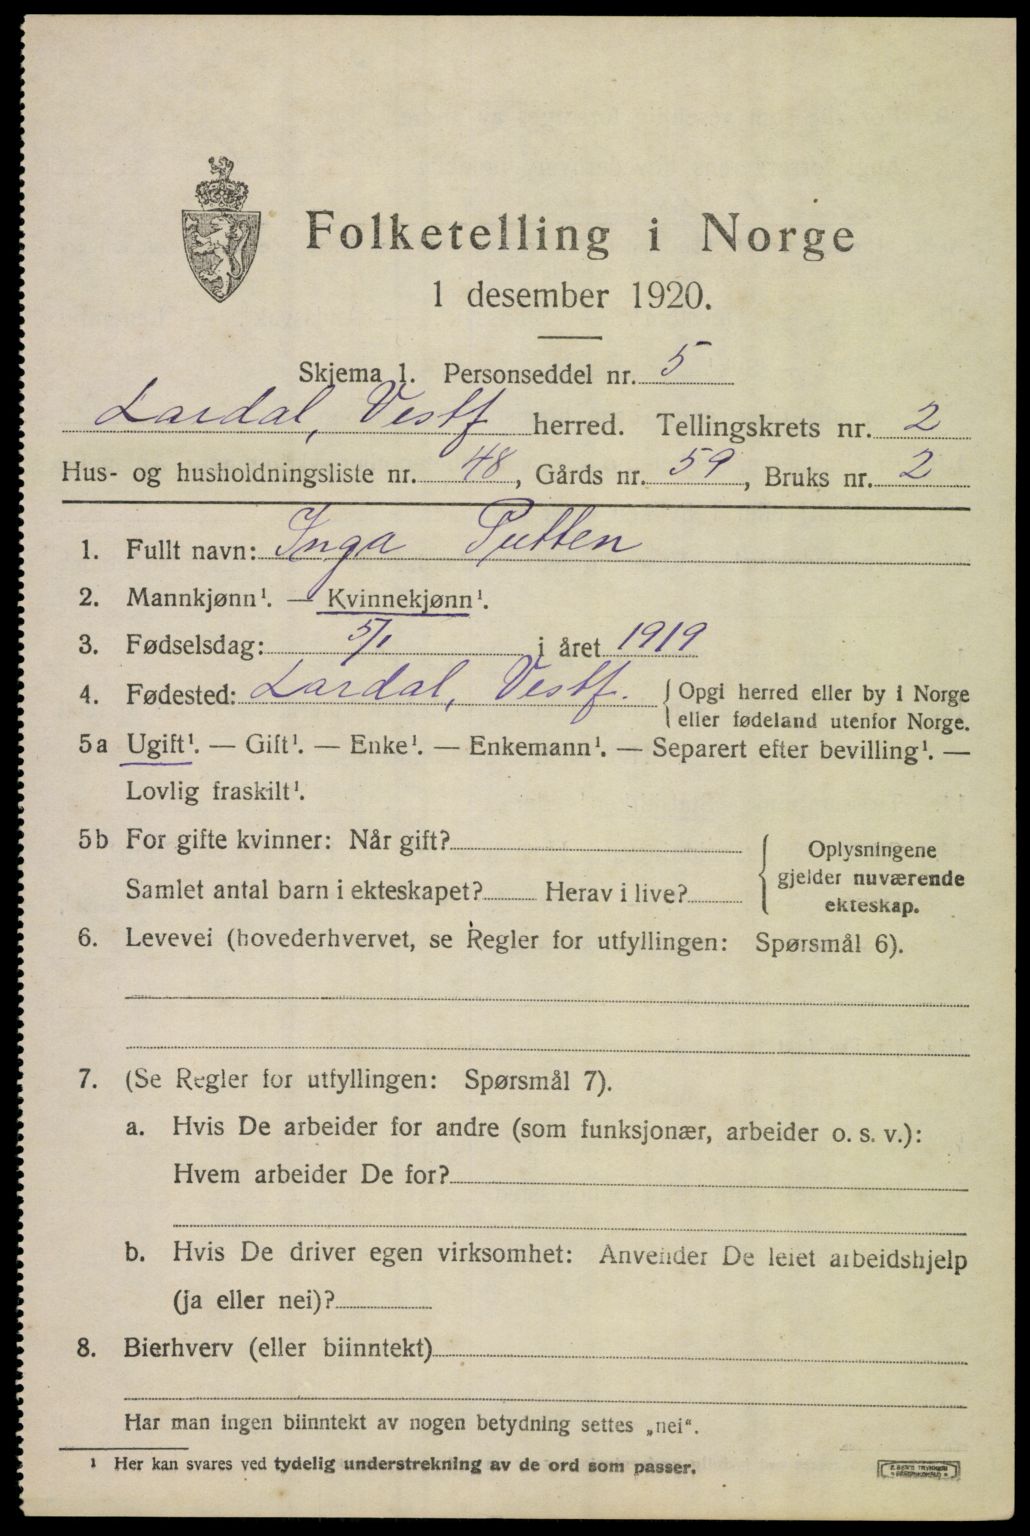 Folketelling i Norge
1 desember 1920.
Skjema 1. Personseddel nr. 5
Lardal, Vestf herred. Tellingskrets nr. 2
Hus- og husholdningsliste nr. 48, Gårds nr. 59, Bruks nr. 2
1. Fullt navn: Inga Putten
2. Mannkjønn¹. — Kvinnekjønn¹.
3. Fødselsdag: 5/1 i året 1919
4. Fødested: Lardal, Vestf. Opgi herred eller by i Norge
eller fødeland utenfor Norge.
5a Ugift¹. — Gift¹. — Enke¹. — Enkemann¹. — Separert efter bevilling¹. —
Lovlig fraskilt¹.
5b For gifte kvinner: Når gift?
Samlet antal barn i ekteskapet? Herav i live?
Oplysningene
gjelder nuværende
ekteskap.
6. Levevei (hovederhvervet, se Regler for utfyllingen: Spørsmål 6).
7. (Se Regler for utfyllingen: Spørsmål 7).
a. Hvis De arbeider for andre (som funksjonær, arbeider o. s. v.):
Hvem arbeider De for?
b. Hvis De driver egen virksomhet: Anvender De leiet arbeidshjelp
(ja eller nei)?
8. Bierhverv (eller biinntekt)
Har man ingen biinntekt av nogen betydning settes „nei“.
¹ Her kan svares ved tydelig understrekning av de ord som passer.